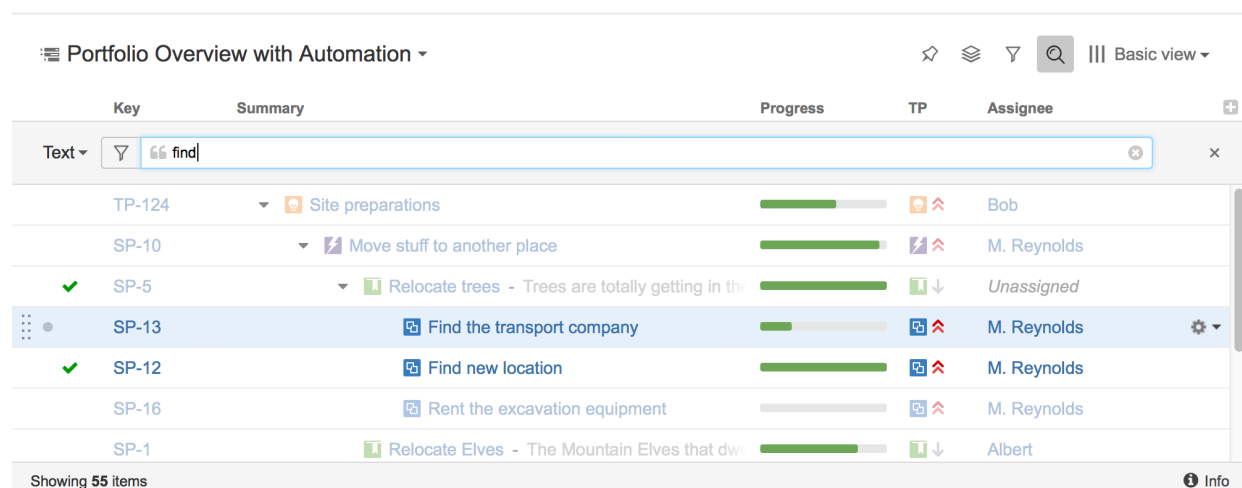 Portfolio Overview with Automation
Basic view
Key Summary Progress TP Assignee
Text find
TP-124 Site preparations Bob
SP-10 Move stuff to another place M. Reynolds
SP-5 Relocate trees - Trees are totally getting in the Unassigned
SP-13 Find the transport company M. Reynolds
SP-12 Find new location M. Reynolds
SP-16 Rent the excavation equipment M. Reynolds
SP-1 Relocate Elves - The Mountain Elves that dw Albert
Showing 55 items Info